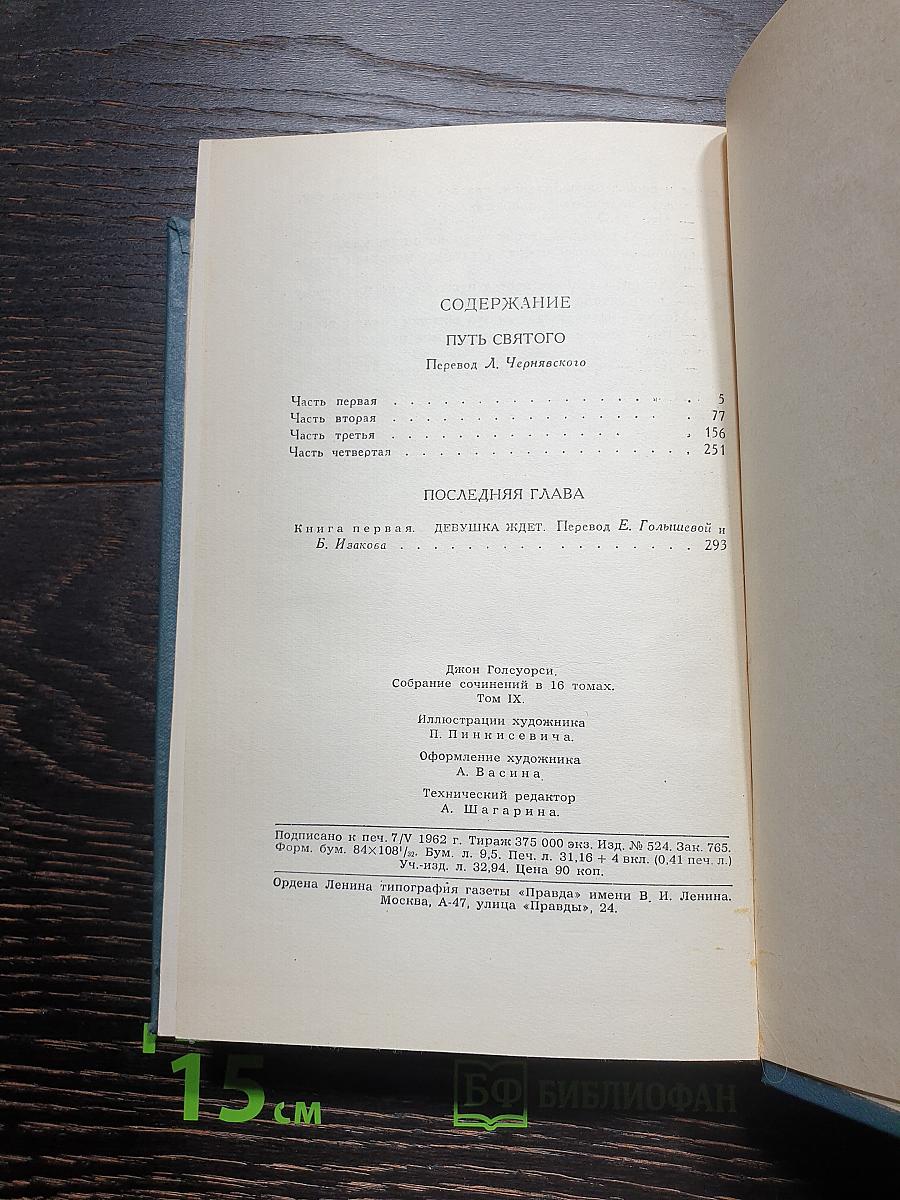 СОДЕРЖАНИЕ
ПУТЬ СВЯТОГО
Перевод Л. Чернявского
Часть первая . . . . . . . . . . . . . . . . . . 5
Часть вторая . . . . . . . . . . . . . . . . . . 77
Часть третья . . . . . . . . . . . . . . . . . . 156
Часть четвертая . . . . . . . . . . . . . . . . . 251
ПОСЛЕДНЯЯ ГЛАВА
Книга первая. ДЕВУШКА ЖДЕТ. Перевод Е. Голышевой и
Б. Изакова . . . . . . . . . . . . . . . . . . 293
Джон Голсуорси.
Собрание сочинений в 16 томах.
Том IX.
Иллюстрации художника
П. Пинкисевича.
Оформление художника
А. Васина
Технический редактор
А. Шагарина.
Подписано к печ. 7/V 1962 г. Тираж 375 000 экз. Изд. № 524. Зак. 765.
Форм. бум. 84×108¹/₃₂. Бум. л. 9,5. Печ. л. 31,16 + 4 вкл. (0,41 печ. л.)
Уч.-изд. л. 32,94. Цена 90 коп.
Ордена Ленина типография газеты «Правда» имени В. И. Ленина.
Москва, А-47, улица «Правды», 24.
15 см
БФ БИБЛИОФАН